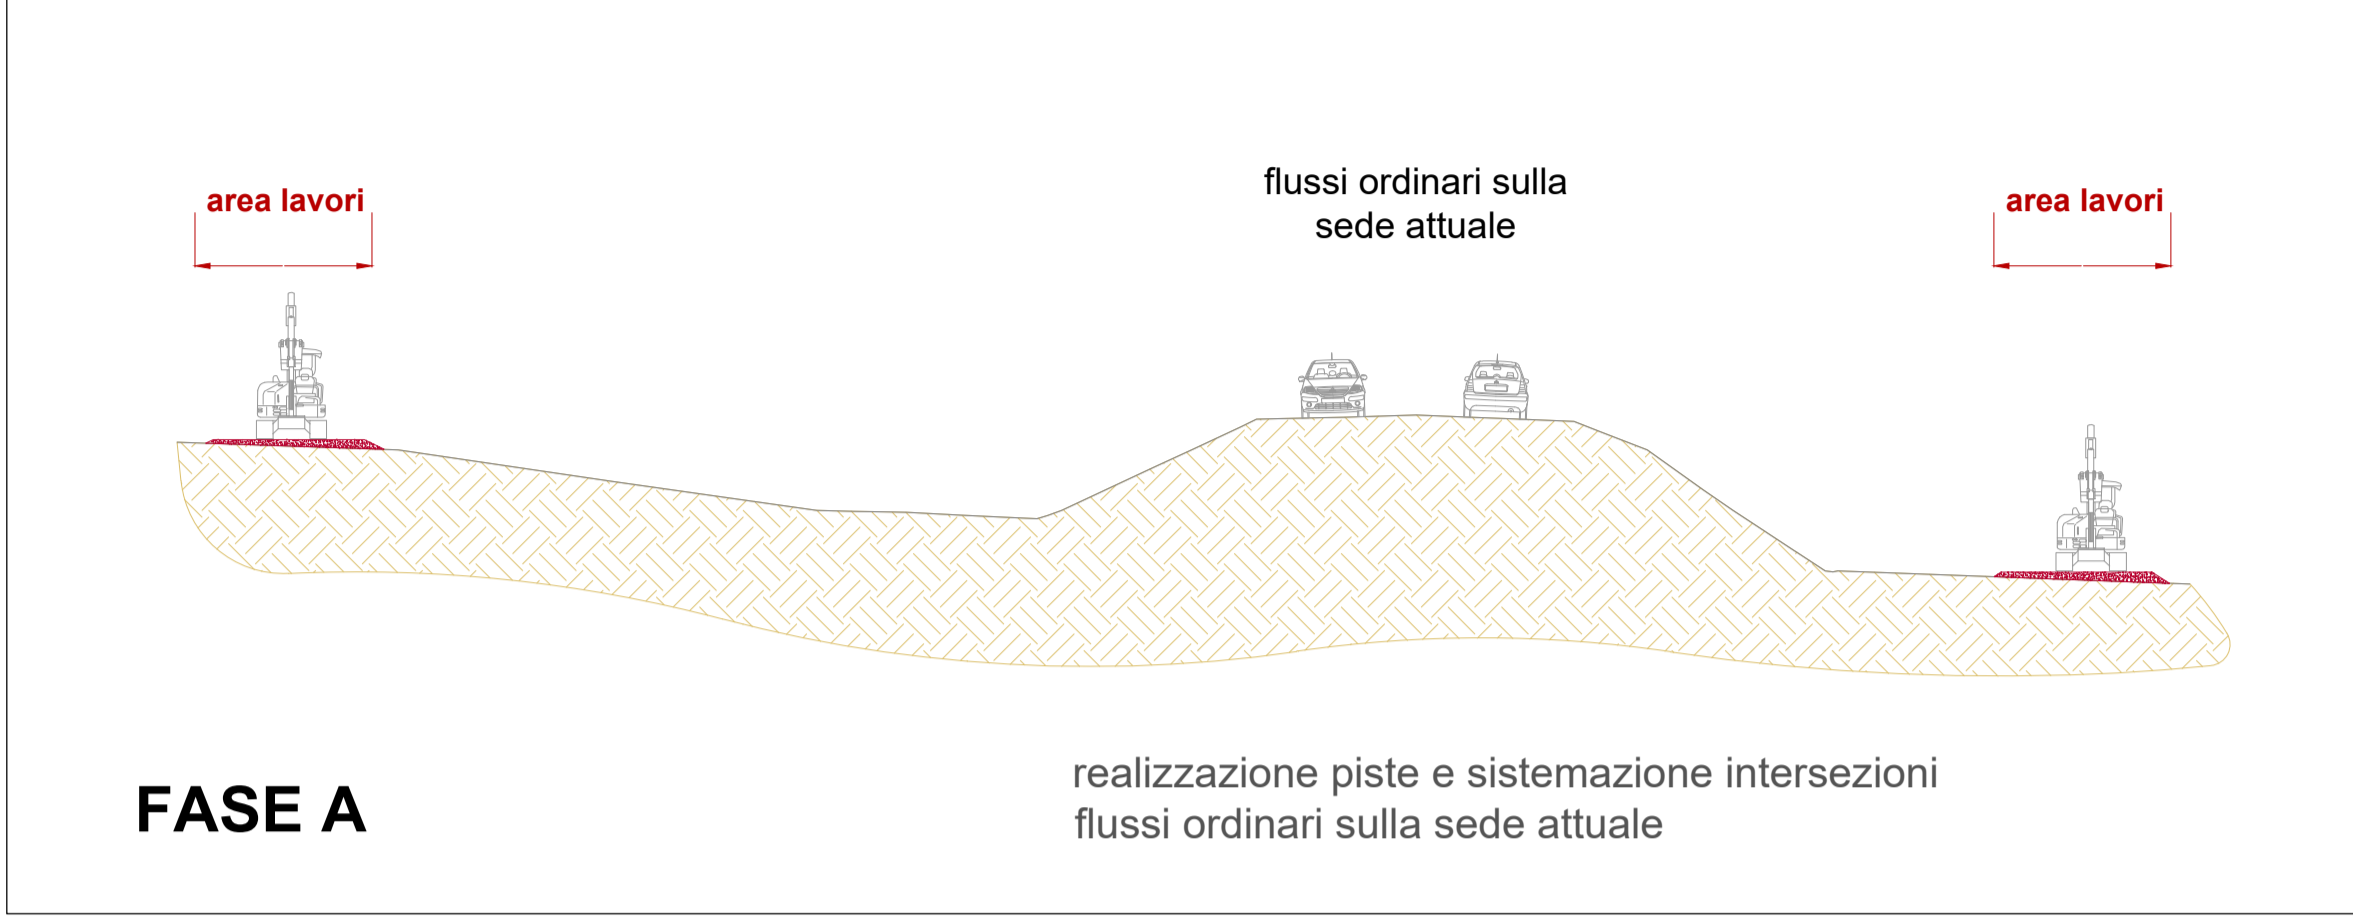 area lavori
flussi ordinari sulla
sede attuale
area lavori
FASE A
realizzazione piste e sistemazione intersezioni
flussi ordinari sulla sede attuale